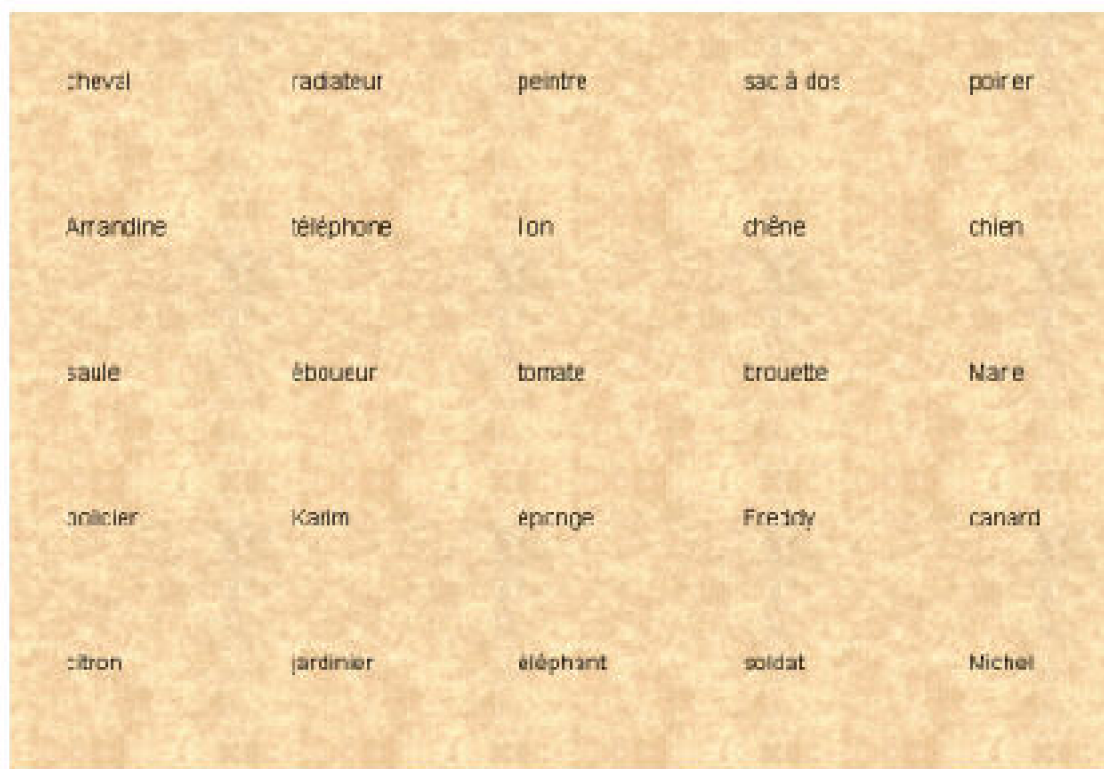 cheval radiateur peintre sac à dos poirier
Amandine téléphone lion chêne chien
saule éboueur tomate brouette Marie
policier Karim éponge Freddy canard
citron jardinier éléphant soldat Michel